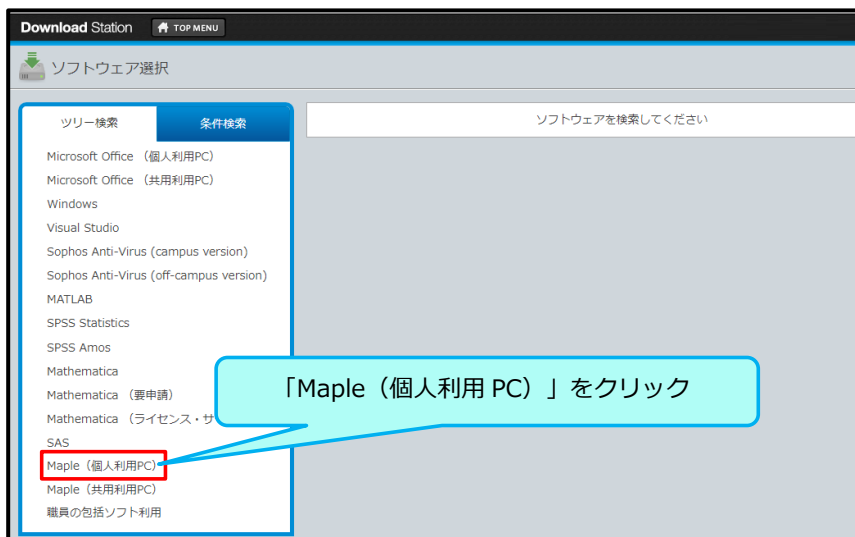 Download Station TOP MENU
ソフトウェア選択
ツリー検索 条件検索
ソフトウェアを検索してください
Microsoft Office （個人利用PC）
Microsoft Office （共用利用PC）
Windows
Visual Studio
Sophos Anti-Virus (campus version)
Sophos Anti-Virus (off-campus version)
MATLAB
SPSS Statistics
SPSS Amos
Mathematica
Mathematica （要申請）
Mathematica （ライセンス・サ
SAS
Maple（個人利用PC）
Maple（共用利用PC）
職員の包括ソフト利用
「Maple（個人利用 PC）」をクリック